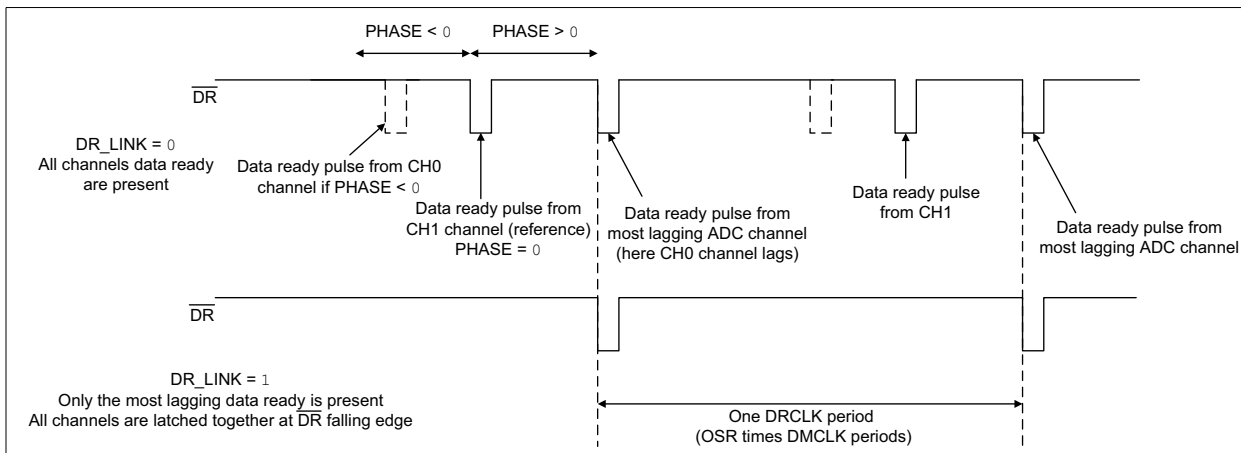 PHASE < 0
PHASE > 0
DR
DR_LINK = 0
All channels data ready
are present
Data ready pulse from CH0
channel if PHASE < 0
Data ready pulse from
CH1 channel (reference)
PHASE = 0
Data ready pulse from
most lagging ADC channel
(here CH0 channel lags)
Data ready pulse
from CH1
Data ready pulse from
most lagging ADC channel
DR
DR_LINK = 1
Only the most lagging data ready is present
All channels are latched together at DR falling edge
One DRCLK period
(OSR times DMCLK periods)